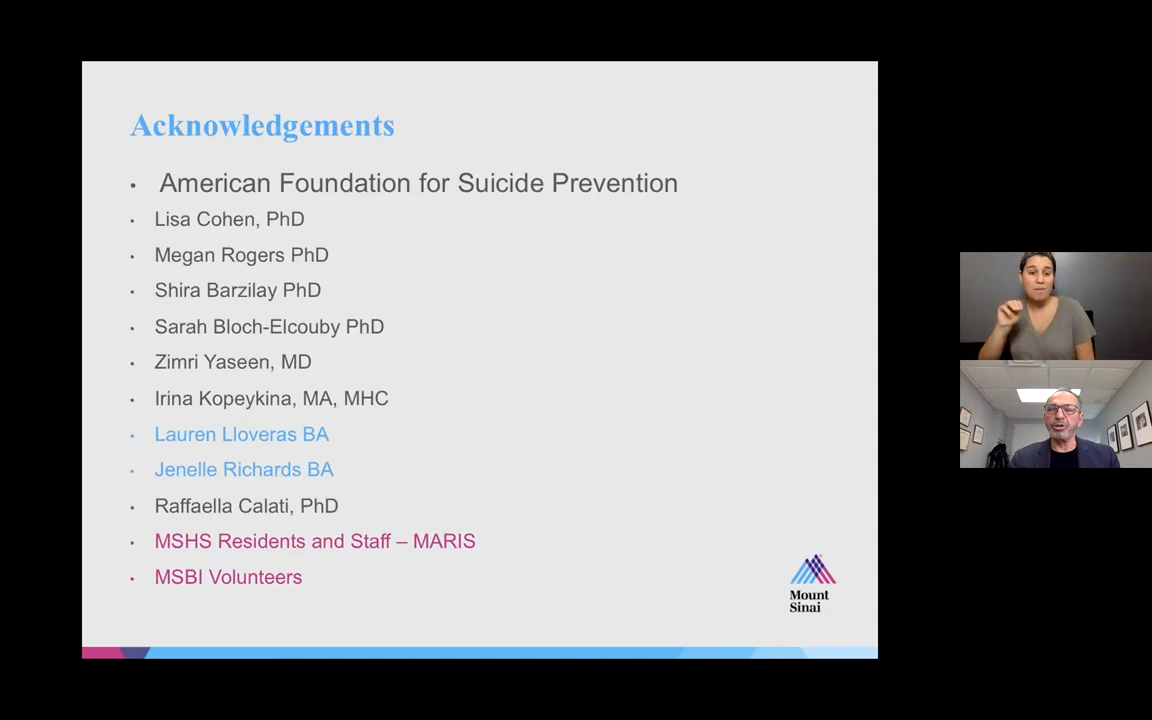 Acknowledgements
• American Foundation for Suicide Prevention
• Lisa Cohen, PhD
• Megan Rogers PhD
• Shira Barzilay PhD
• Sarah Bloch-Elcouby PhD
• Zimri Yaseen, MD
• Irina Kopeykina, MA, MHC
• Lauren Lloveras BA
• Jenelle Richards BA
• Raffaella Calati, PhD
• MSHS Residents and Staff – MARIS
• MSBI Volunteers
Mount
Sinai